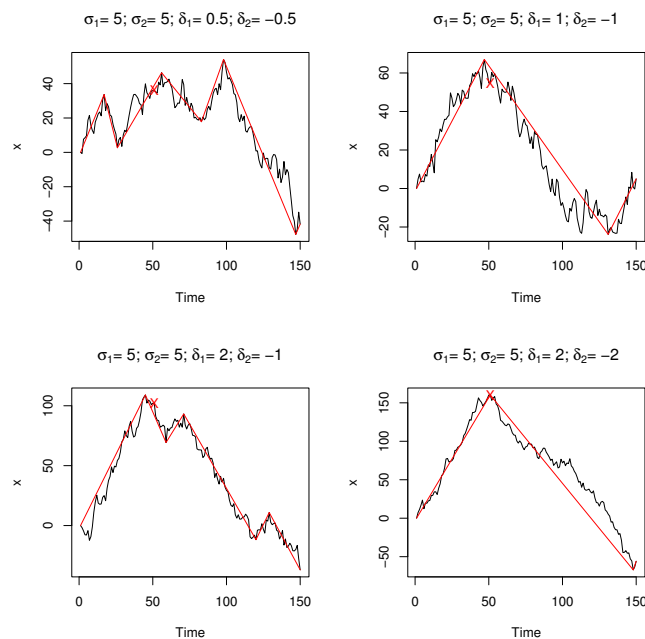 σ₁= 5; σ₂= 5; δ₁= 0.5; δ₂= −0.5
x
−40 −20 0 20 40
0 50 100 150
Time
σ₁= 5; σ₂= 5; δ₁= 1; δ₂= −1
x
−20 0 20 40 60
0 50 100 150
Time
σ₁= 5; σ₂= 5; δ₁= 2; δ₂= −1
x
0 50 100
0 50 100 150
Time
σ₁= 5; σ₂= 5; δ₁= 2; δ₂= −2
x
−50 0 50 100 150
0 50 100 150
Time